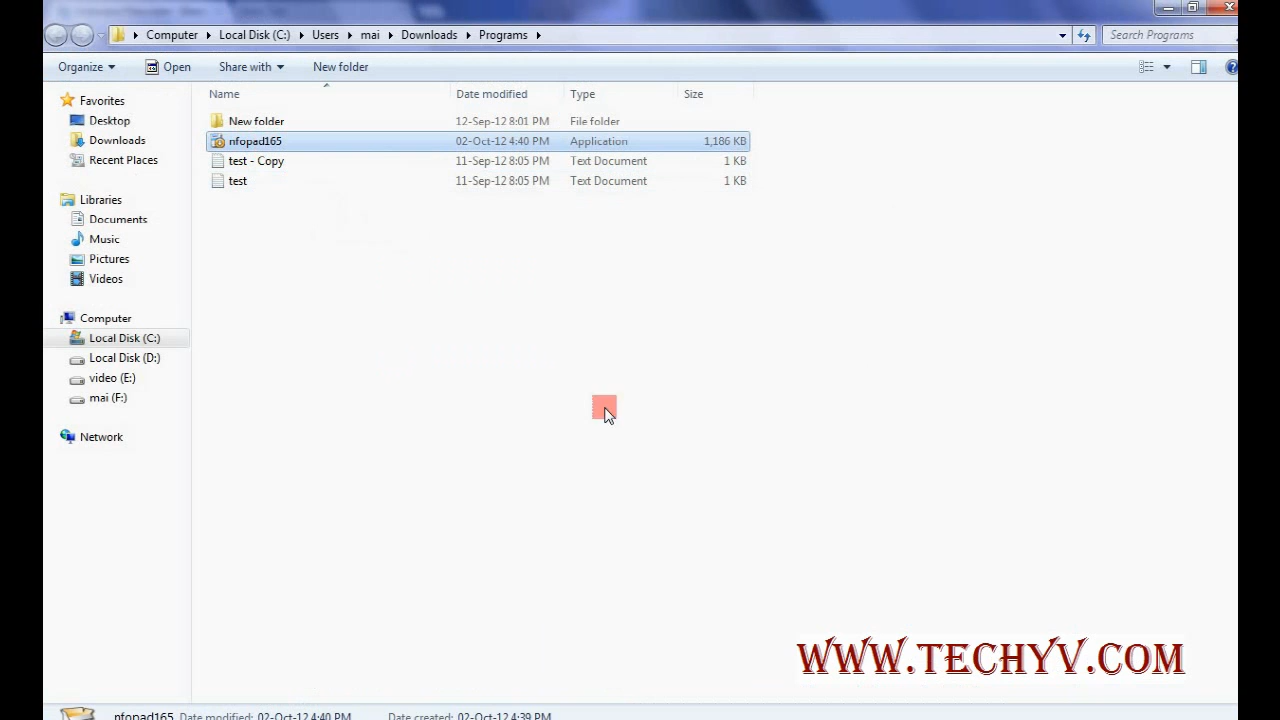 Computer Local Disk (C:) Users mai Downloads Programs Search Programs
Organize Open Share with New folder
Favorites
Desktop
Downloads
Recent Places
Libraries
Documents
Music
Pictures
Videos
Computer
Local Disk (C:)
Local Disk (D:)
video (E:)
mai (F:)
Network
Name Date modified Type Size
New folder 12-Sep-12 8:01 PM File folder
nfopad165 02-Oct-12 4:40 PM Application 1,186 KB
test - Copy 11-Sep-12 8:05 PM Text Document 1 KB
test 11-Sep-12 8:05 PM Text Document 1 KB
WWW.TECHYV.COM
nfopad165 Date modified: 02-Oct-12 4:40 PM Date created: 02-Oct-12 4:39 PM